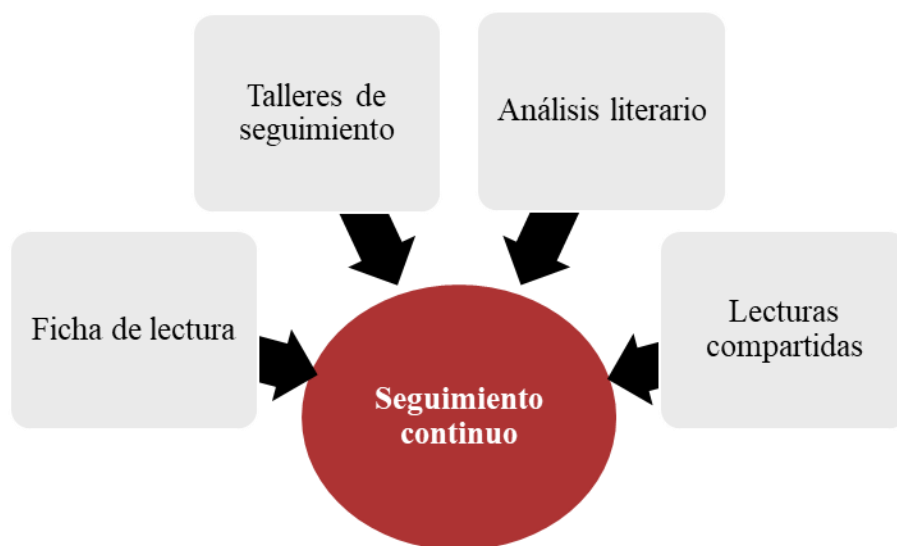 Talleres de
seguimiento
Análisis literario
Ficha de lectura
Lecturas
compartidas
Seguimiento
continuo